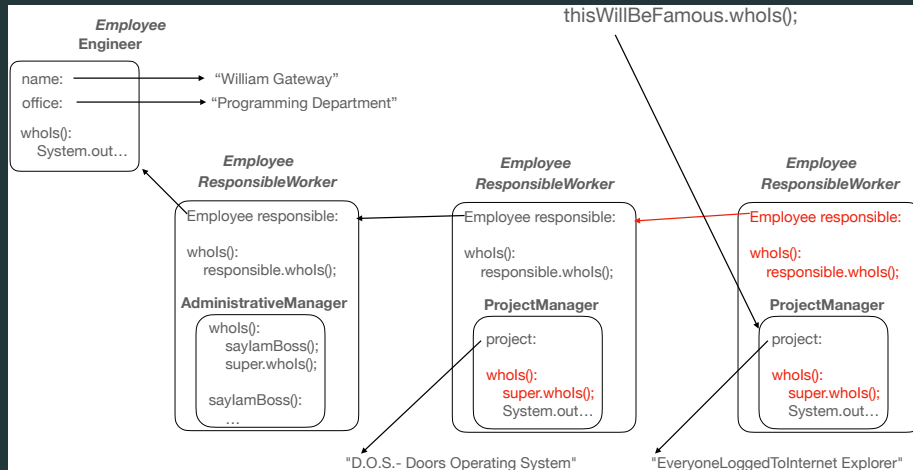 thisWillBeFamous.whoIs();
Employee
Engineer
name:
"William Gateway"
office:
"Programming Department"
whoIs():
System.out...
Employee
ResponsibleWorker
Employee responsible:
whoIs():
responsible.whoIs();
AdministrativeManager
whoIs():
sayIamBoss();
super.whoIs();
sayIamBoss():
...
Employee
ResponsibleWorker
Employee responsible:
whoIs():
responsible.whoIs();
ProjectManager
project:
whoIs():
super.whoIs();
System.out...
"D.O.S.- Doors Operating System"
Employee
ResponsibleWorker
Employee responsible:
whoIs():
responsible.whoIs();
ProjectManager
project:
whoIs():
super.whoIs();
System.out...
"EveryoneLoggedToInternet Explorer"